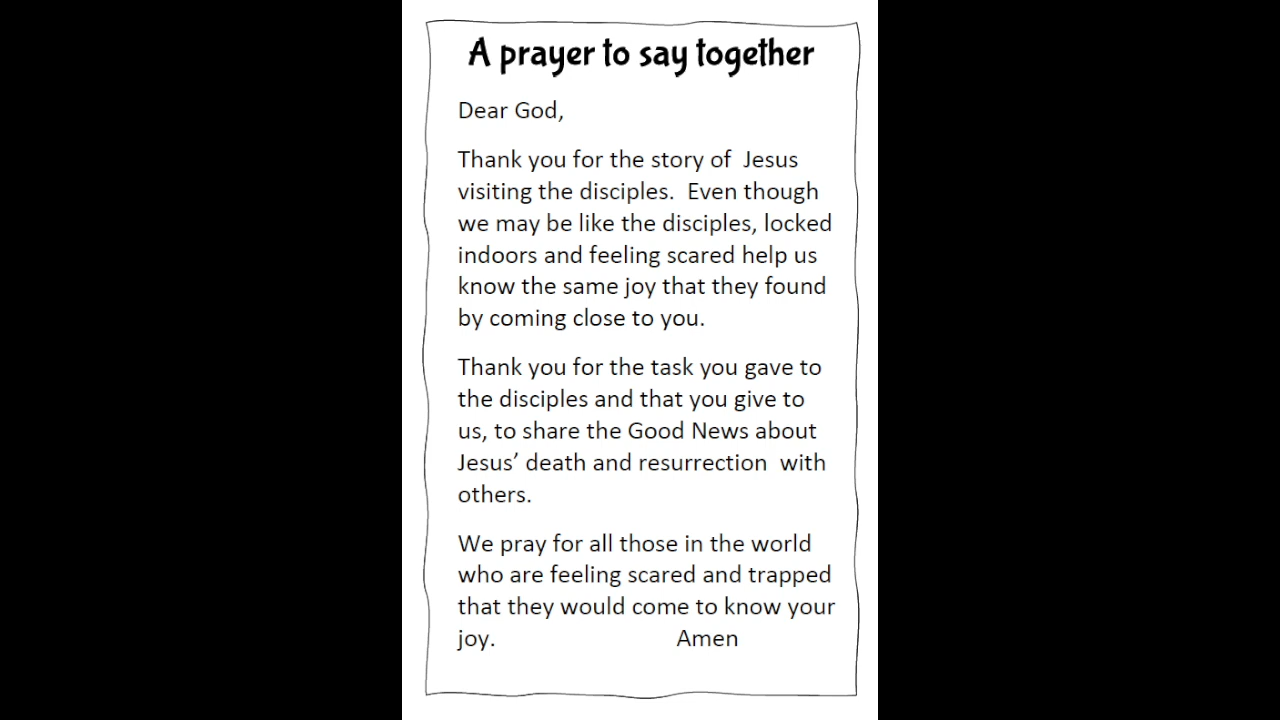 A prayer to say together
Dear God,
Thank you for the story of  Jesus
visiting the disciples.  Even though
we may be like the disciples, locked
indoors and feeling scared help us
know the same joy that they found
by coming close to you.
Thank you for the task you gave to
the disciples and that you give to
us, to share the Good News about
Jesus’ death and resurrection  with
others.
We pray for all those in the world
who are feeling scared and trapped
that they would come to know your
joy. Amen